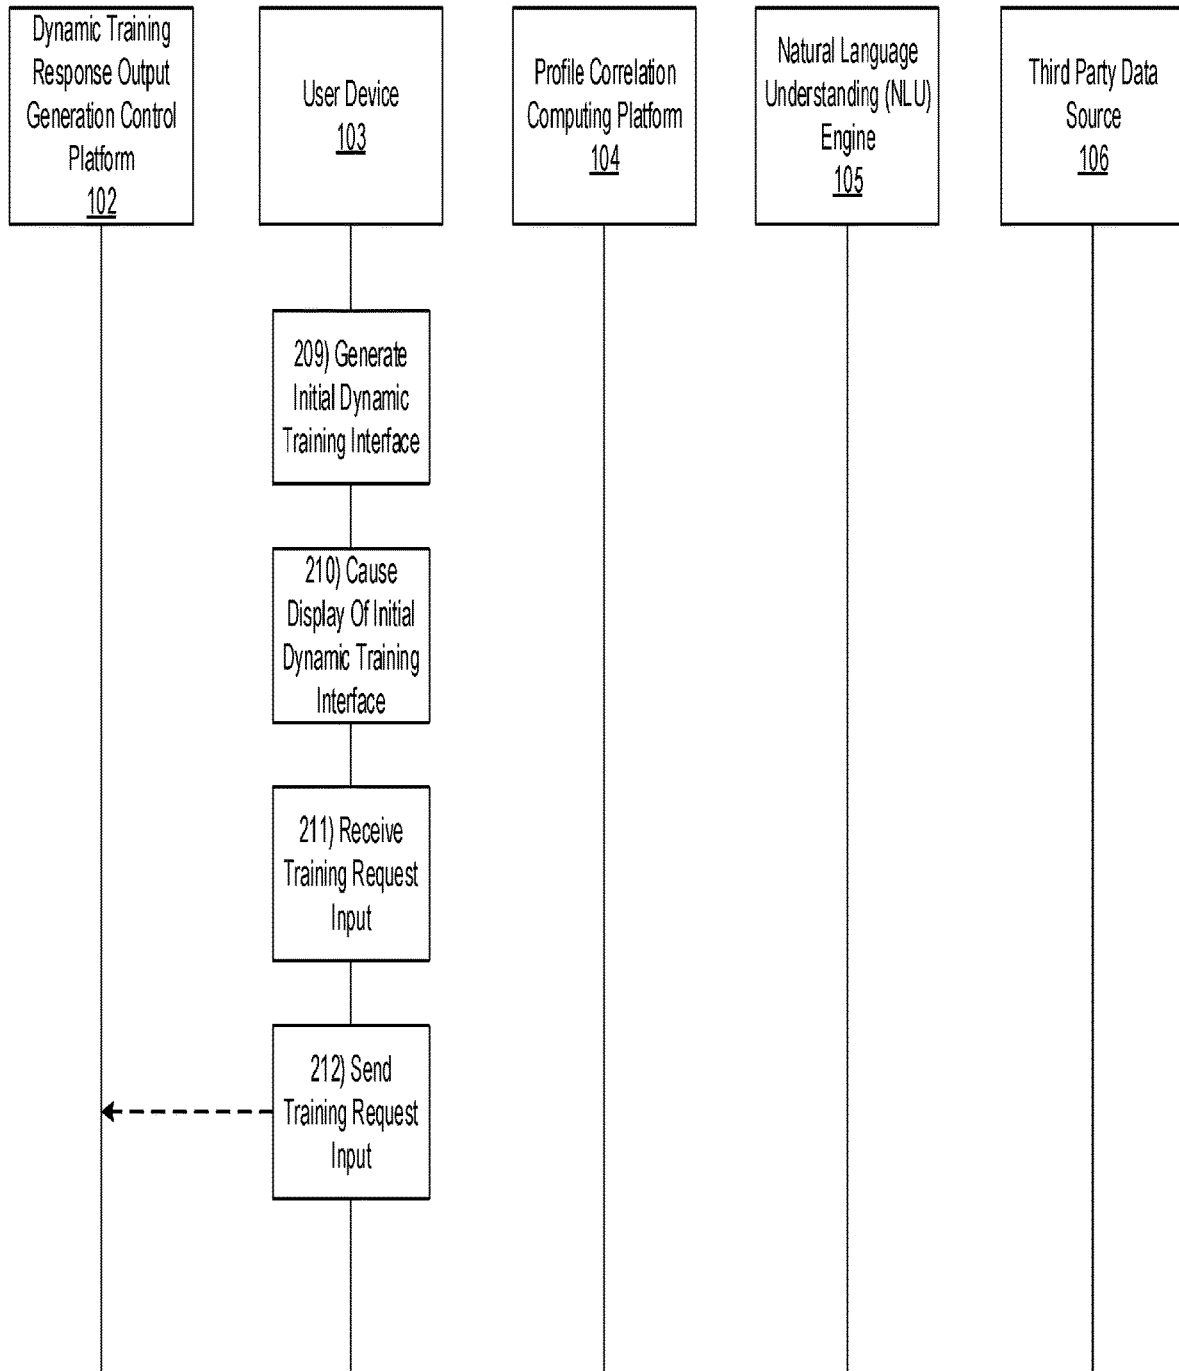 Dynamic Training
Response Output
Generation Control
Platform
102
User Device
103
Profile Correlation
Computing Platform
104
Natural Language
Understanding (NLU)
Engine
105
Third Party Data
Source
106
209) Generate
Initial Dynamic
Training Interface
210) Cause
Display Of Initial
Dynamic Training
Interface
211) Receive
Training Request
Input
212) Send
Training Request
Input